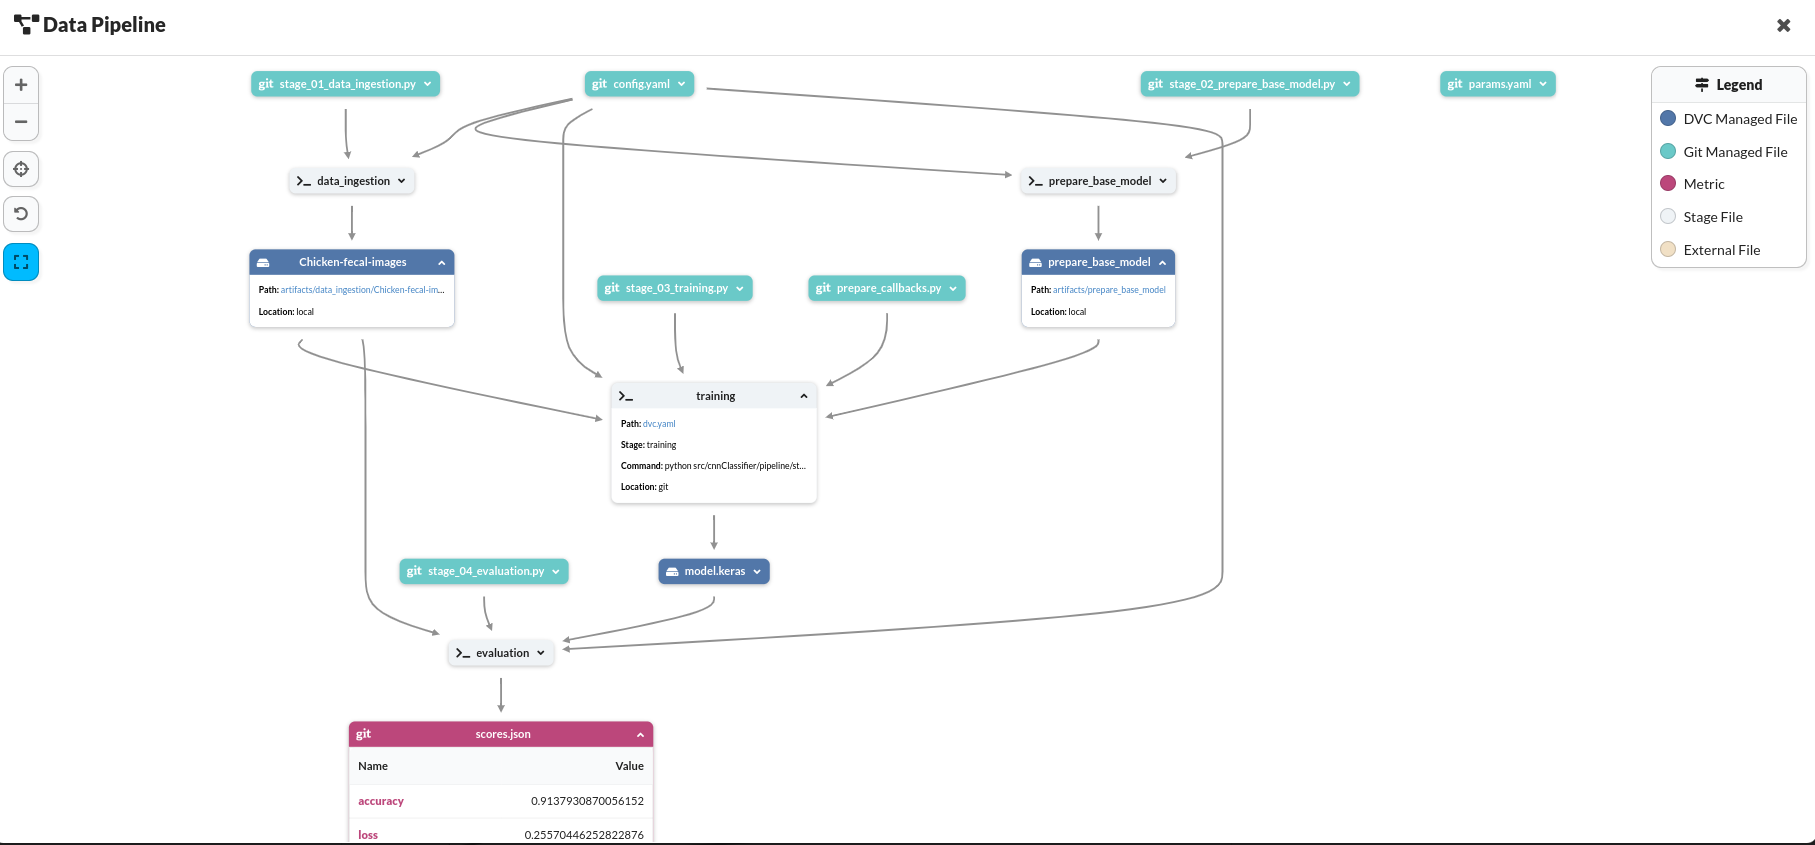 Data Pipeline
git stage_01_data_ingestion.py
git config.yaml
git stage_02_prepare_base_model.py
git params.yaml
Legend
DVC Managed File
Git Managed File
Metric
Stage File
External File
data_ingestion
prepare_base_model
Chicken-fecal-images
Path: artifacts/data_ingestion/Chicken-fecal-im...
Location: local
git stage_03_training.py
git prepare_callbacks.py
prepare_base_model
Path: artifacts/prepare_base_model
Location: local
training
Path: dvc.yaml
Stage: training
Command: python src/cnnClassifier/pipeline/st...
Location: git
git stage_04_evaluation.py
model.keras
evaluation
git scores.json
Name Value
accuracy 0.9137930870056152
loss 0.25570446252822876